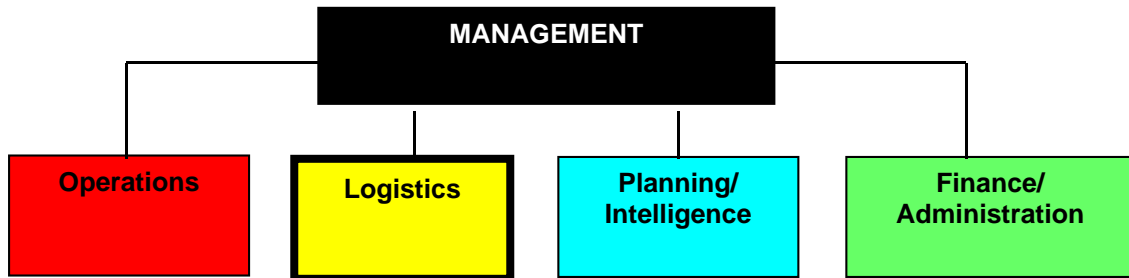 MANAGEMENT
Operations
Logistics
Planning/
Intelligence
Finance/
Administration